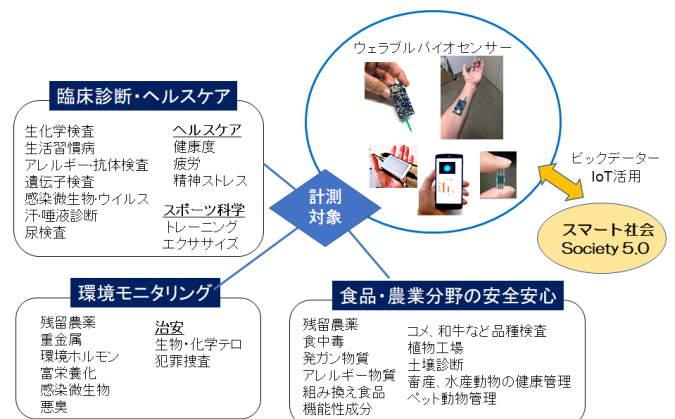 ウェラブルバイオセンサー
臨床診断・ヘルスケア
生化学検査
生活習慣病
アレルギー・抗体検査
遺伝子検査
感染微生物・ウイルス
汗・唾液診断
尿検査
ヘルスケア
健康度
疲労
精神ストレス
スポーツ科学
トレーニング
エクササイズ
計測
対象
ビックデーター
IoT活用
スマート社会
Society 5.0
環境モニタリング
残留農薬
重金属
環境ホルモン
富栄養化
感染微生物
悪臭
治安
生物・化学テロ
犯罪捜査
食品・農業分野の安全安心
残留農薬
食中毒
発ガン物質
アレルギー物質
組み換え食品
機能性成分
コメ、和牛など品種検査
植物工場
土壌診断
畜産、水産動物の健康管理
ペット動物管理